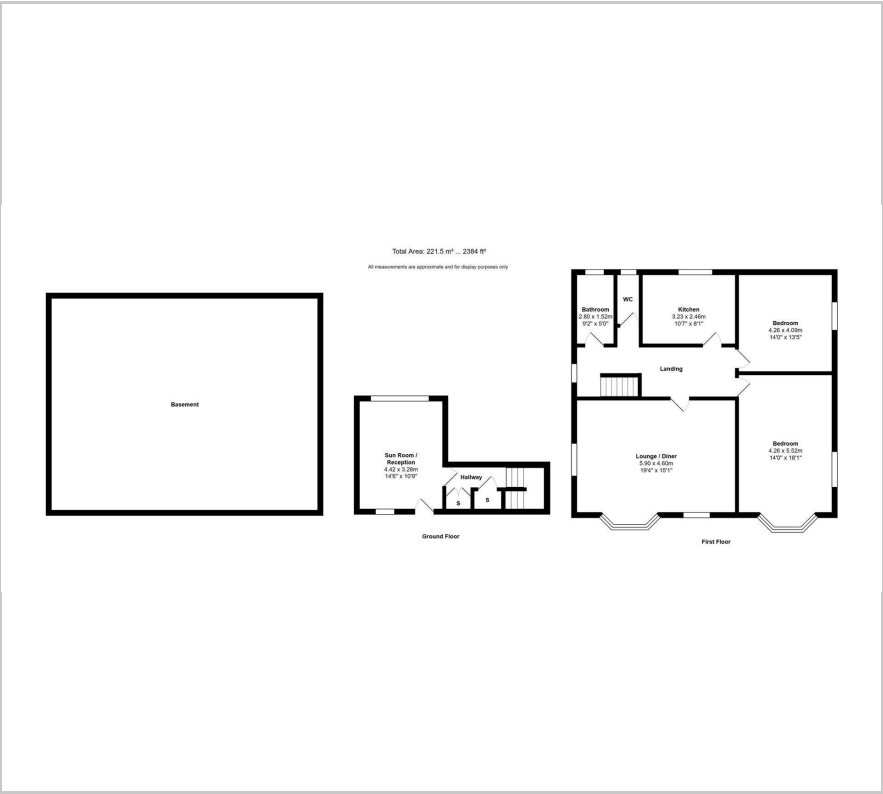 Total Area: 221.5 m² ... 2384 ft²
All measurements are approximate and for display purposes only
Basement
Sun Room /
Reception
4.42 x 3.28m
14'6" x 10'9"
Hallway
S
S
Ground Floor
Bathroom
2.80 x 1.52m
9'2" x 5'0"
WC
Kitchen
3.23 x 2.46m
10'7" x 8'1"
Bedroom
4.26 x 4.09m
14'0" x 13'5"
Landing
Lounge / Diner
5.90 x 4.60m
19'4" x 15'1"
Bedroom
4.26 x 5.52m
14'0" x 18'1"
First Floor